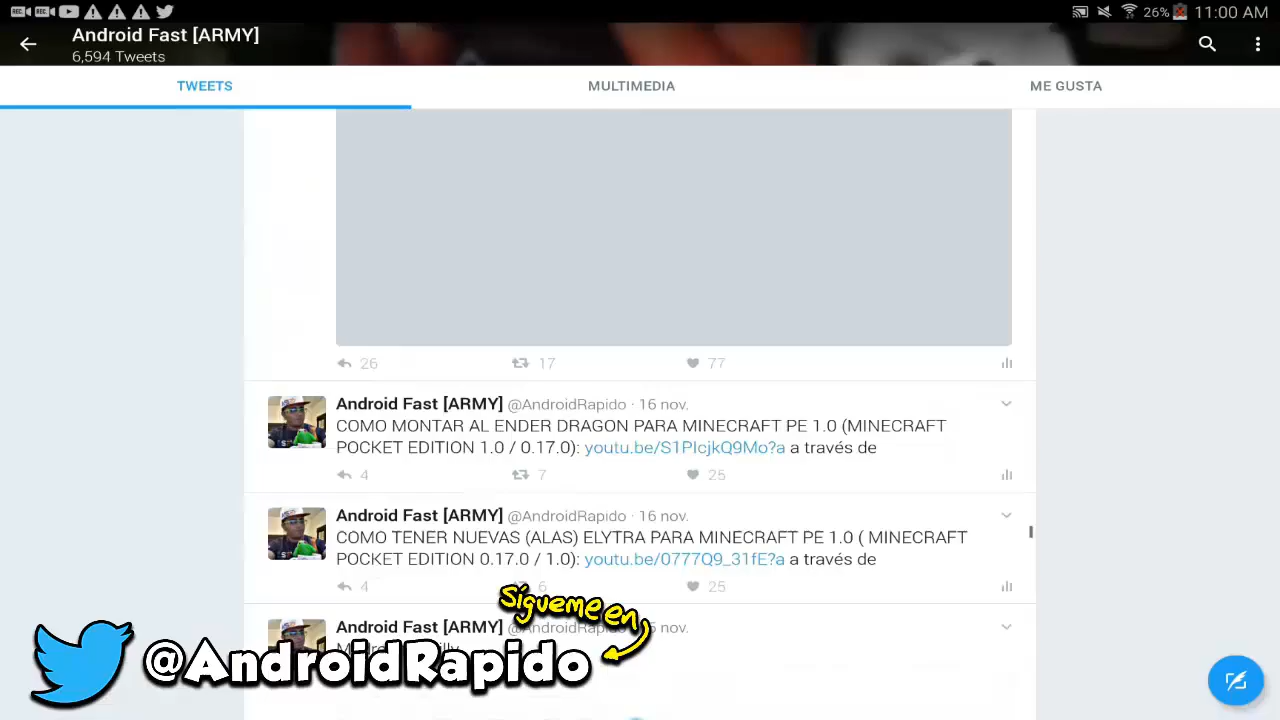 REC REC 26% 11:00 AM
Android Fast [ARMY]
6,594 Tweets
TWEETS MULTIMEDIA ME GUSTA
26 17 77
Android Fast [ARMY] @AndroidRapido · 16 nov.
COMO MONTAR AL ENDER DRAGON PARA MINECRAFT PE 1.0 (MINECRAFT
POCKET EDITION 1.0 / 0.17.0): youtu.be/S1PIcjkQ9Mo?a a través de
4 7 25
Android Fast [ARMY] @AndroidRapido · 16 nov.
COMO TENER NUEVAS (ALAS) ELYTRA PARA MINECRAFT PE 1.0 ( MINECRAFT
POCKET EDITION 0.17.0 / 1.0): youtu.be/0777Q9_31fE?a a través de
4 6 25
Sígueme en
Android Fast [ARMY] @AndroidRapido nov.
@AndroidRapido